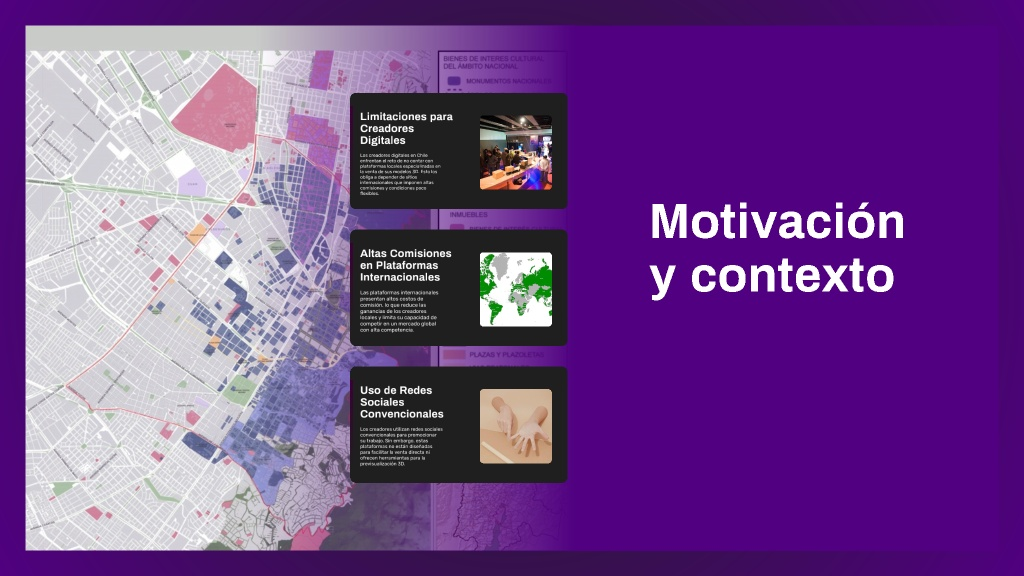 BIENES DE INTERES CULTURAL
DEL ÁMBITO NACIONAL
MONUMENTOS NACIONALES
Limitaciones para
Creadores
Digitales
Los creadores digitales en Chile
enfrentan el reto de no contar con
plataformas locales especializadas en
la venta de sus modelos 3D. Esto los
obliga a depender de sitios
internacionales que imponen altas
comisiones y condiciones poco
flexibles.
INMUEBLES
Altas Comisiones
en Plataformas
Internacionales
Las plataformas internacionales
presentan altos costos de
comisión, lo que reduce las
ganancias de los creadores
locales y limita su capacidad de
competir en un mercado global
con alta competencia.
PLAZAS Y PLAZOLETAS
Uso de Redes
Sociales
Convencionales
Los creadores utilizan redes sociales
convencionales para promocionar
su trabajo. Sin embargo, estas
plataformas no están diseñadas
para facilitar la venta directa ni
ofrecen herramientas para la
previsualización 3D.
Motivación
y contexto